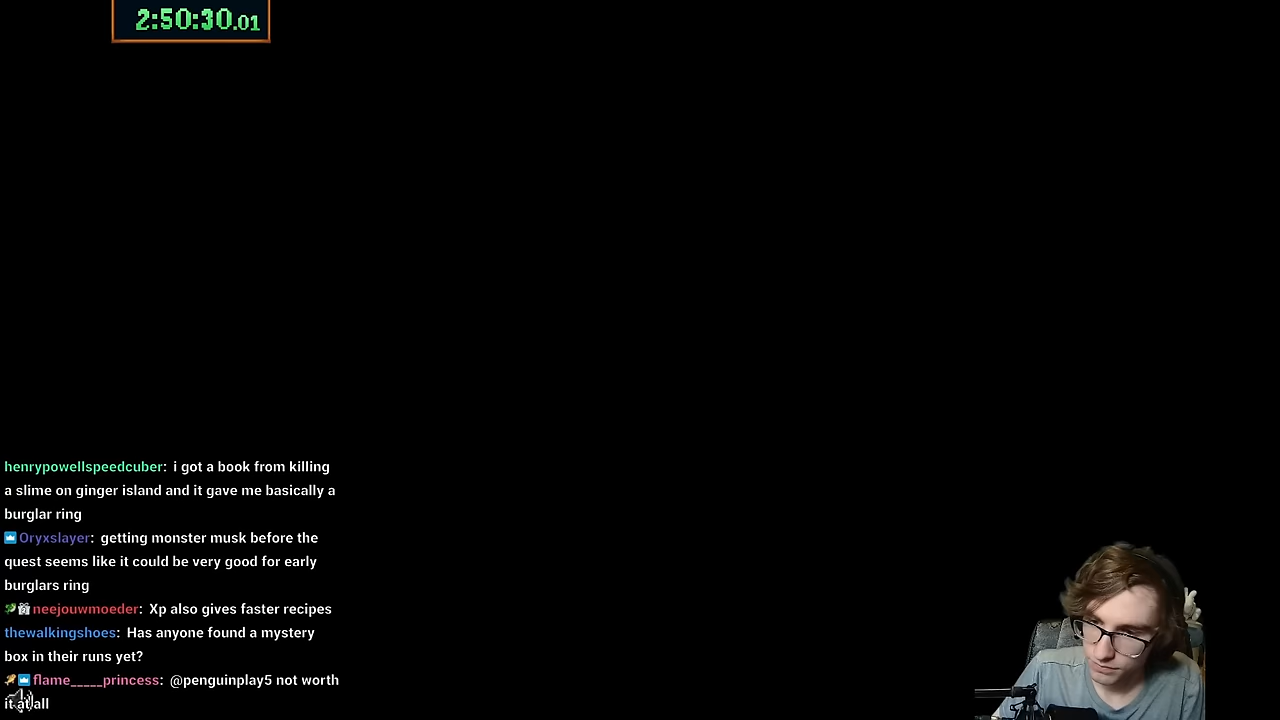 2:50:30.01
henrypowellspeedcuber: i got a book from killing
a slime on ginger island and it gave me basically a
burglar ring
Oryxslayer: getting monster musk before the
quest seems like it could be very good for early
burglars ring
neejouwmoeder: Xp also gives faster recipes
thewalkingshoes: Has anyone found a mystery
box in their runs yet?
flame_____princess: @penguinplay5 not worth
it at all